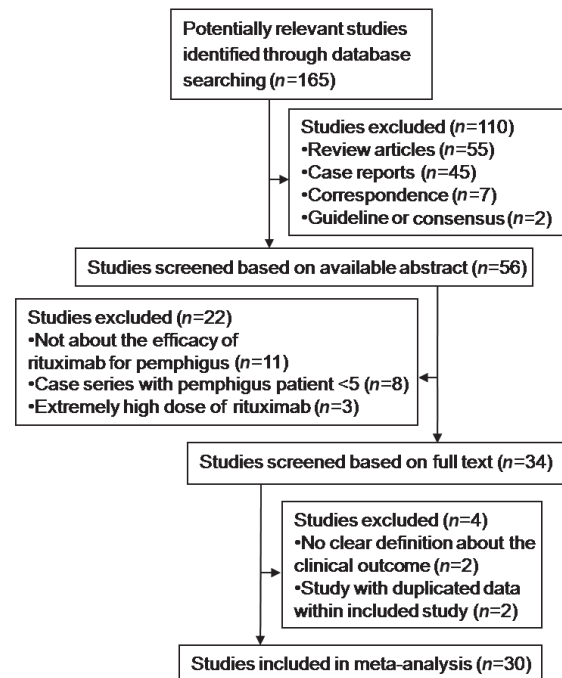 Potentially relevant studies
identified through database
searching (n=165)
Studies excluded (n=110)
•Review articles (n=55)
•Case reports (n=45)
•Correspondence (n=7)
•Guideline or consensus (n=2)
Studies screened based on available abstract (n=56)
Studies excluded (n=22)
•Not about the efficacy of
rituximab for pemphigus
(n=11)
•Case series with pemphigus patient <5 (n=8)
•Extremely high dose of rituximab (n=3)
Studies screened based on full text (n=34)
Studies excluded (n=4)
•No clear definition about the
clinical outcome (n=2)
•Study with duplicated data
within included study (n=2)
Studies included in meta-analysis (n=30)